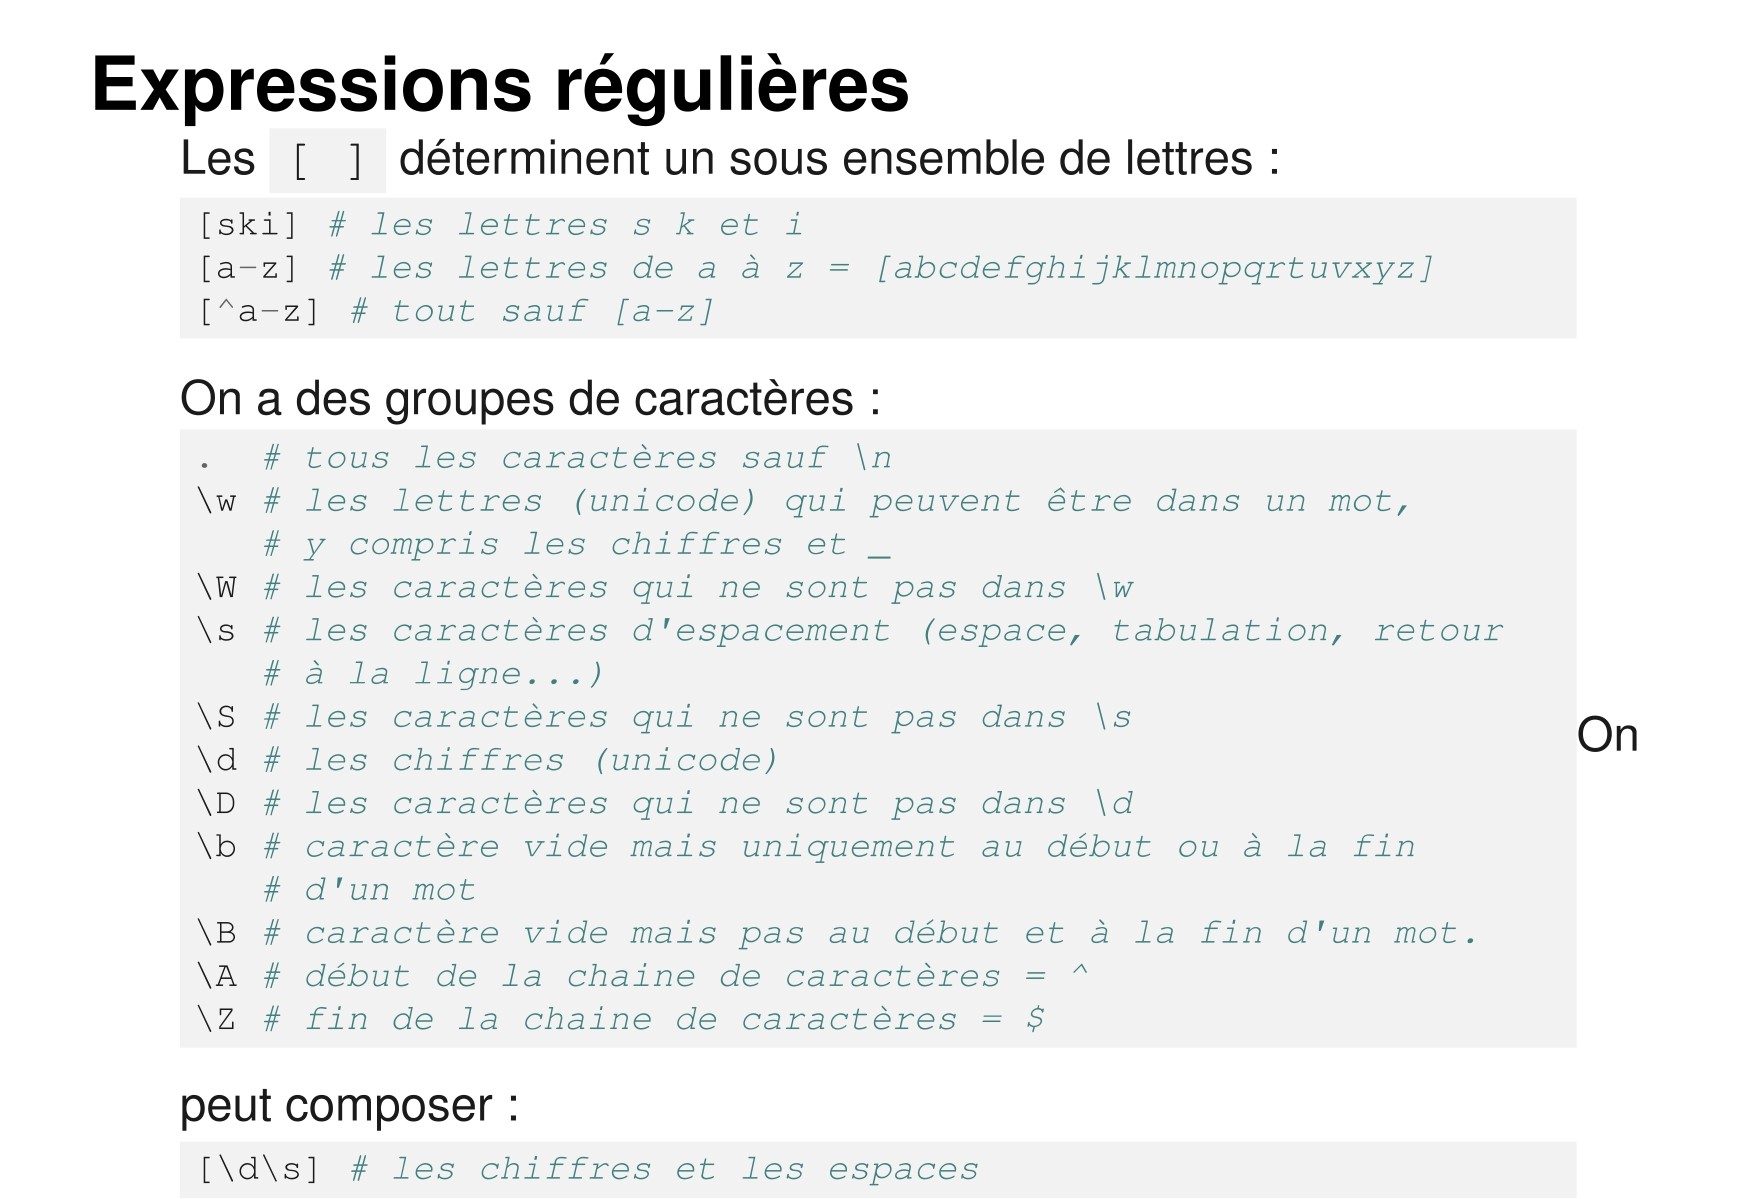 Expressions régulières
Les [ ] déterminent un sous ensemble de lettres :
[ski] # les lettres s k et i
[a-z] # les lettres de a à z = [abcdefghijklmnopqrtuvxyz]
[^a-z] # tout sauf [a-z]
On a des groupes de caractères :
. # tous les caractères sauf \n
\w # les lettres (unicode) qui peuvent être dans un mot,
# y compris les chiffres et _
\W # les caractères qui ne sont pas dans \w
\s # les caractères d'espacement (espace, tabulation, retour
# à la ligne...)
\S # les caractères qui ne sont pas dans \s
\d # les chiffres (unicode)
\D # les caractères qui ne sont pas dans \d
\b # caractère vide mais uniquement au début ou à la fin
# d'un mot
\B # caractère vide mais pas au début et à la fin d'un mot.
\A # début de la chaine de caractères = ^
\Z # fin de la chaine de caractères = $
On
peut composer :
[\d\s] # les chiffres et les espaces